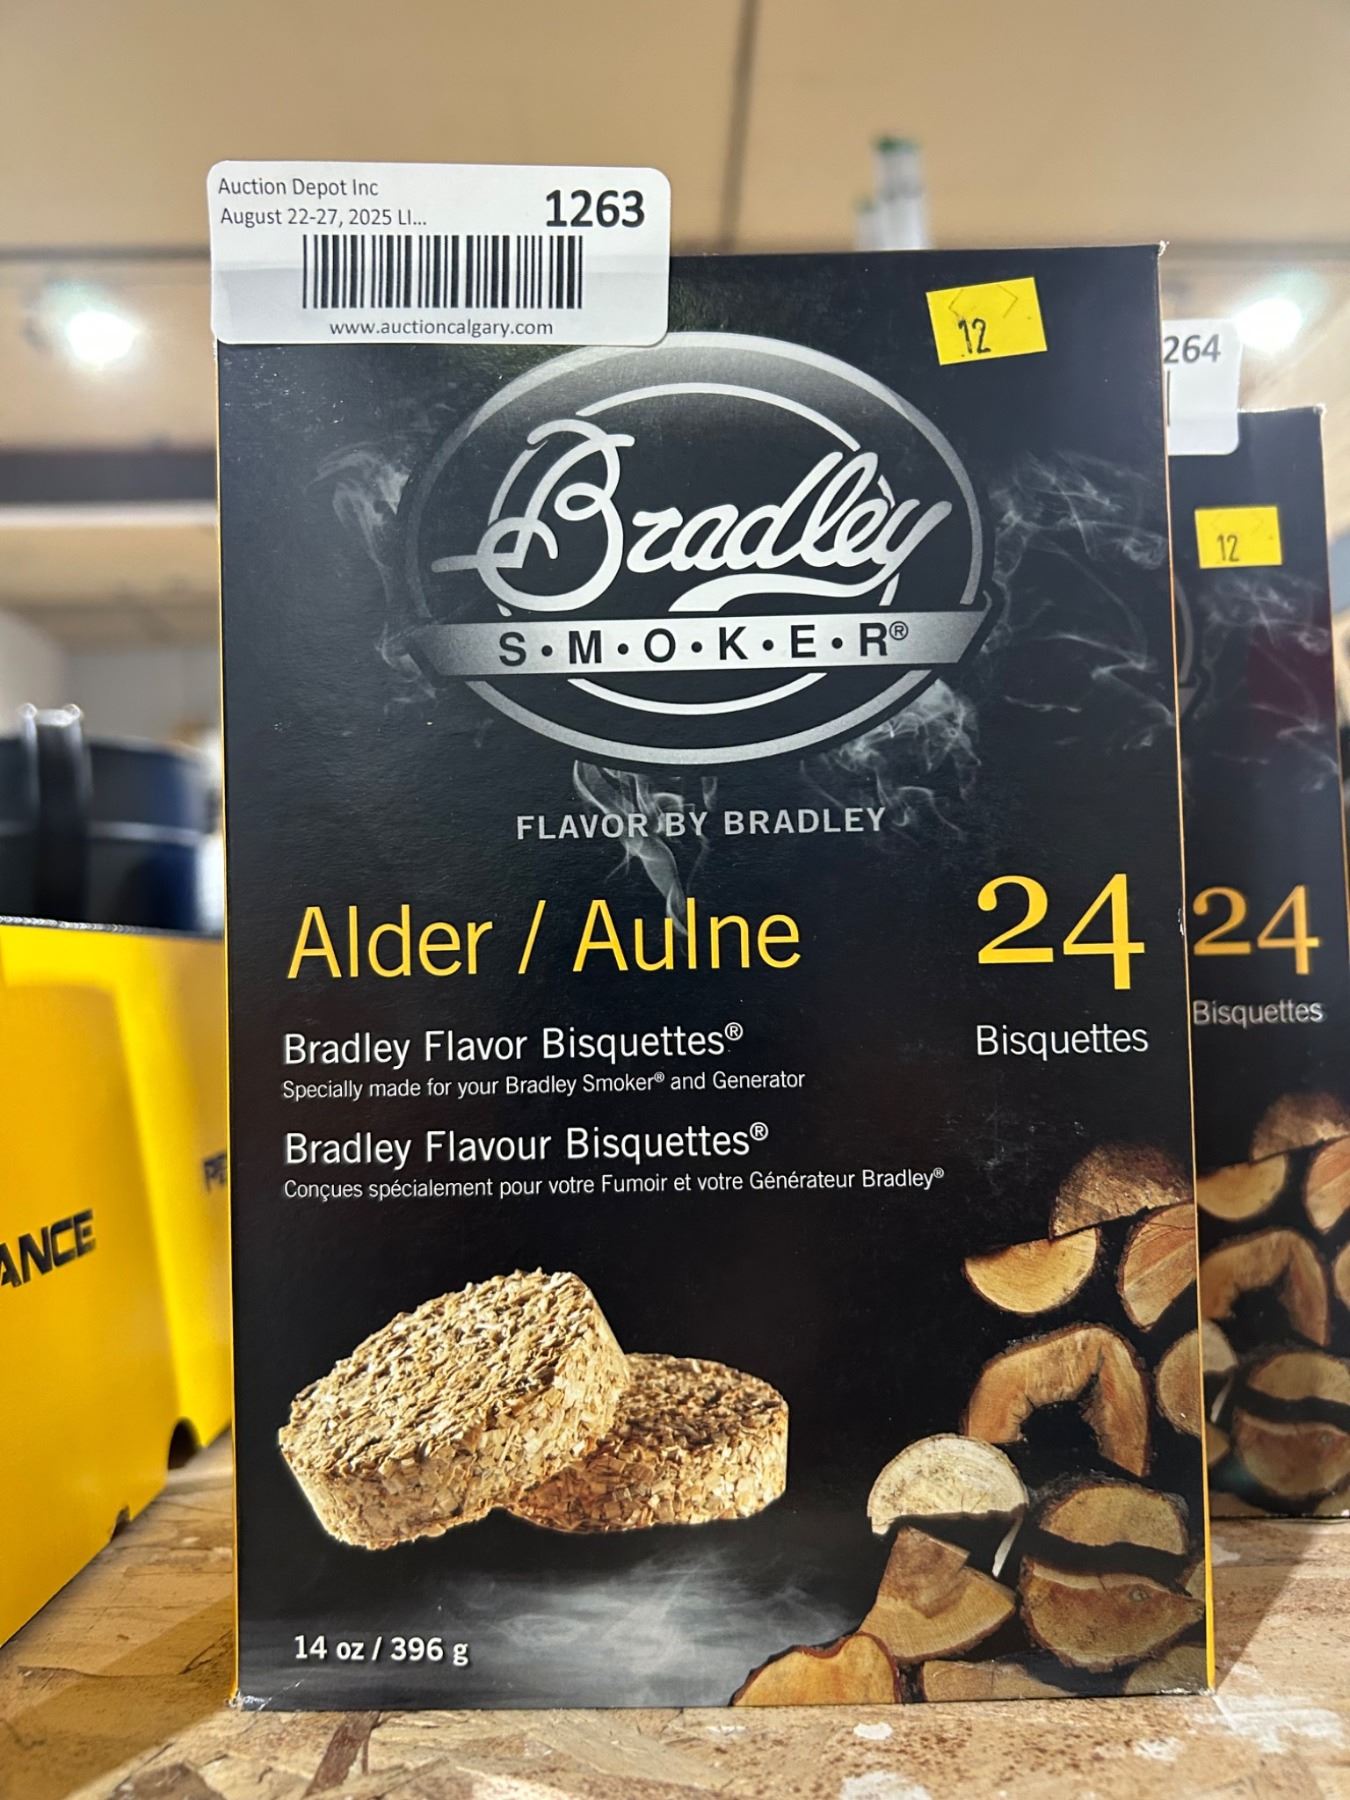 Auction Depot Inc
August 22-27, 2025 LI...
1263
www.auctioncalgary.com
12
264
12
Bradley
S•M•O•K•E•R®
FLAVOR BY BRADLEY
Alder / Aulne
24
Bisquettes
24
Bisquettes
Bradley Flavor Bisquettes®
Specially made for your Bradley Smoker® and Generator
Bradley Flavour Bisquettes®
Conçues spécialement pour votre Fumoir et votre Générateur Bradley®
ANCE
14 oz / 396 g